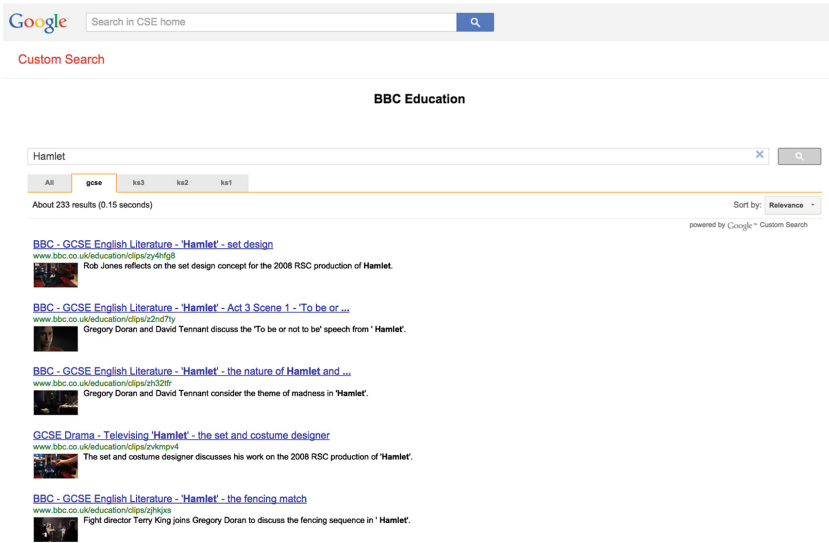 Google Search in CSE home
Custom Search
BBC Education
Hamlet
All gcse ks3 ks2 ks1
About 233 results (0.15 seconds) Sort by: Relevance
powered by Google™ Custom Search
BBC - GCSE English Literature - 'Hamlet' - set design
www.bbc.co.uk/education/clips/zy4hfg8
Rob Jones reflects on the set design concept for the 2008 RSC production of Hamlet.
BBC - GCSE English Literature - 'Hamlet' - Act 3 Scene 1 - 'To be or ...
www.bbc.co.uk/education/clips/z2nd7ty
Gregory Doran and David Tennant discuss the 'To be or not to be' speech from ' Hamlet'.
BBC - GCSE English Literature - 'Hamlet' - the nature of Hamlet and ...
www.bbc.co.uk/education/clips/zh32tfr
Gregory Doran and David Tennant consider the theme of madness in 'Hamlet'.
GCSE Drama - Televising 'Hamlet' - the set and costume designer
www.bbc.co.uk/education/clips/zvkmpv4
The set and costume designer discusses his work on the 2008 RSC production of 'Hamlet'.
BBC - GCSE English Literature - 'Hamlet' - the fencing match
www.bbc.co.uk/education/clips/zjhkjxs
Fight director Terry King joins Gregory Doran to discuss the fencing sequence in ' Hamlet'.